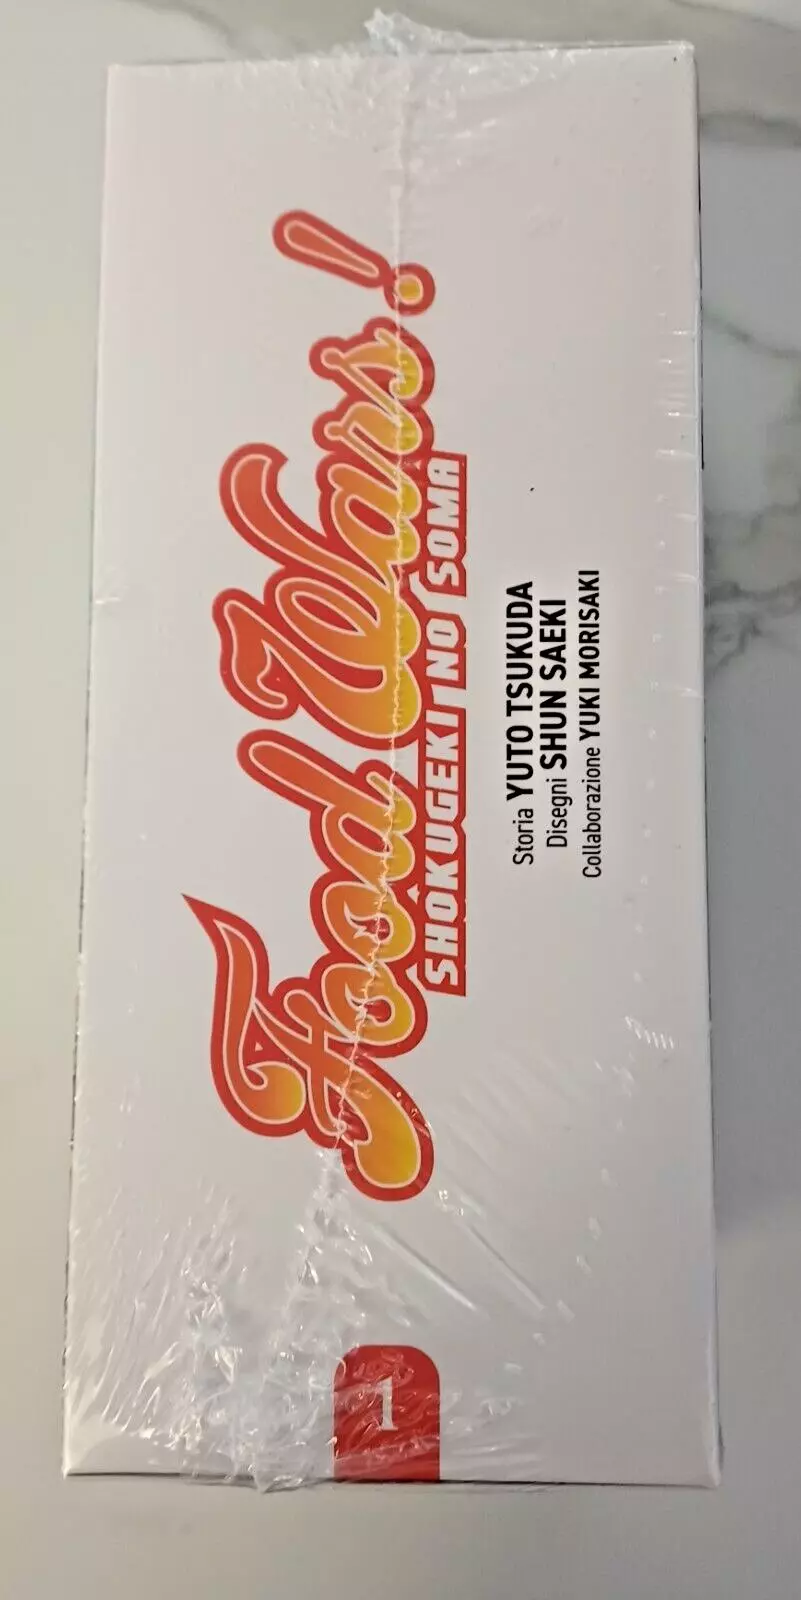 Food Wars!
SHOKUGEKI NO SOMA
Storia YUTO TSUKUDA
Disegni SHUN SAEKI
Collaborazione YUKI MORISAKI
1